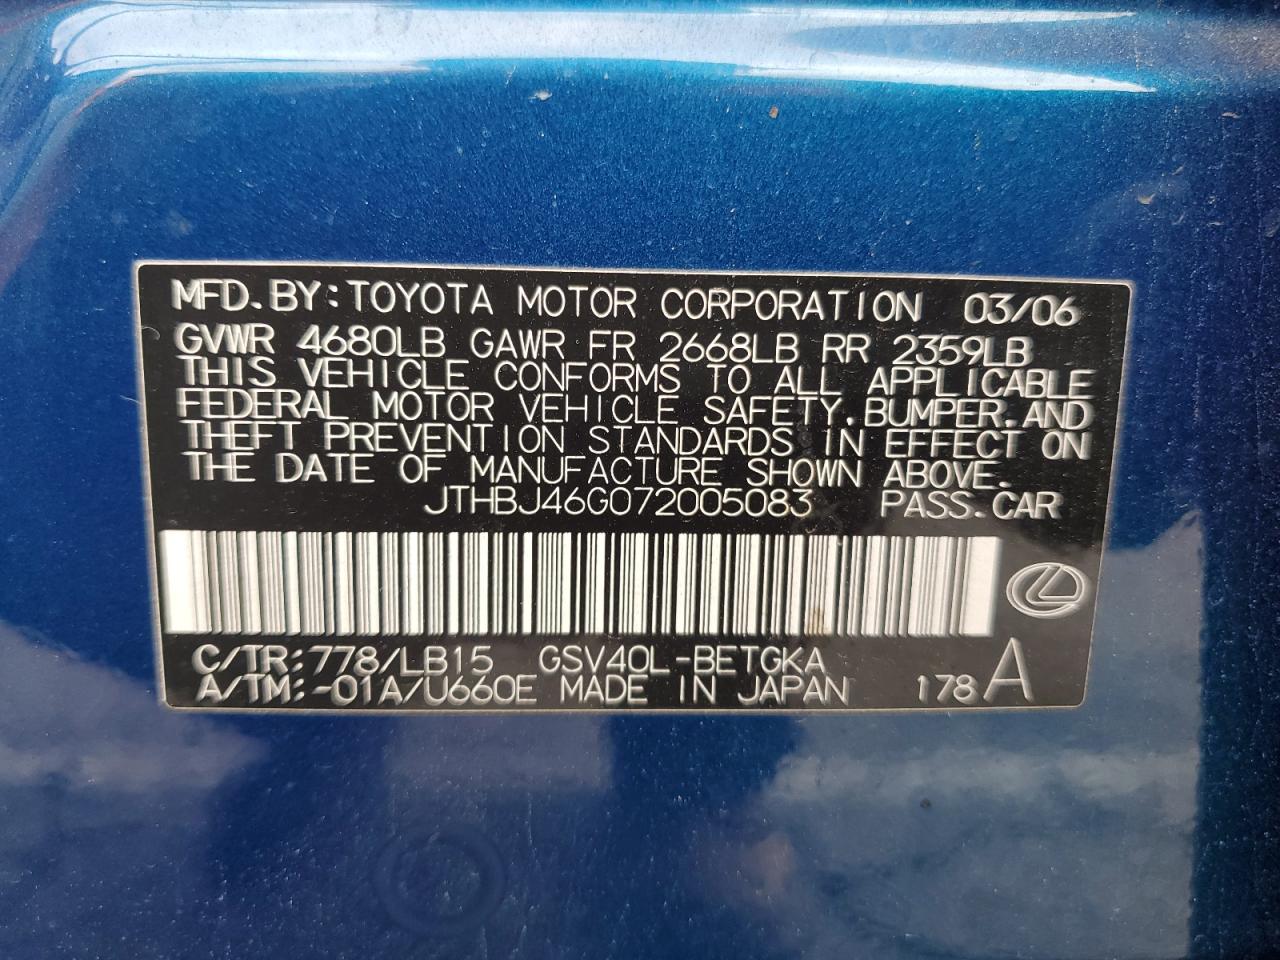 MFD.BY:TOYOTA MOTOR CORPORATION 03/06
GVWR 4680LB GAWR FR 2668LB RR 2359LB
THIS VEHICLE CONFORMS TO ALL APPLICABLE
FEDERAL MOTOR VEHICLE SAFETY,BUMPER,AND
THEFT PREVENTION STANDARDS IN EFFECT ON
THE DATE OF MANUFACTURE SHOWN ABOVE.
JTHBJ46G072005083 PASS.CAR
C/TR:778/LB15 GSV40L-BETGKA
A/TM:-01A/U660E MADE IN JAPAN 178 A